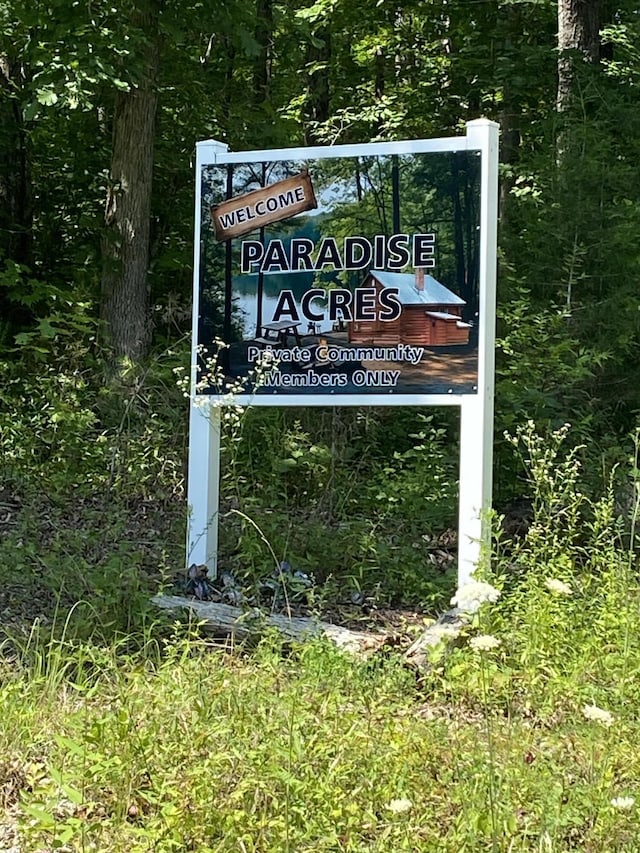 WELCOME
PARADISE
ACRES
Private Community
Members ONLY